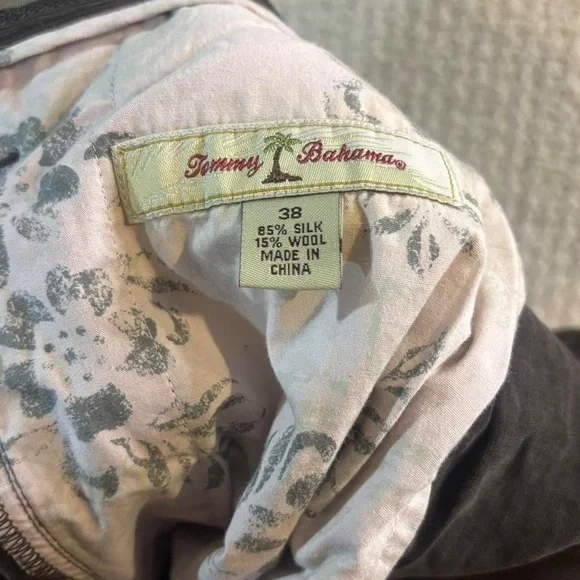 Tommy Bahama®
38
85% SILK
15% WOOL
MADE IN
CHINA